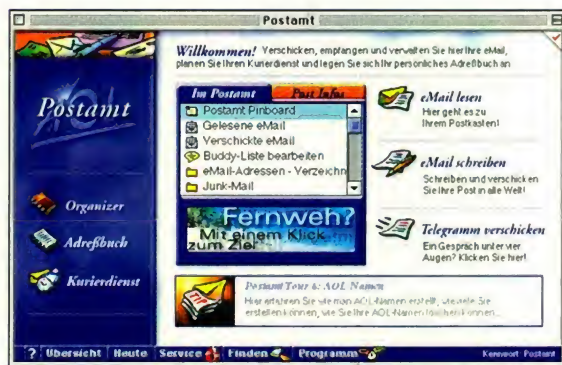 Postamt
Willkommen! Verschicken, empfangen und verwalten Sie hier Ihre eMail,
planen Sie Ihren Kurierdienst und legen Sie sich Ihr persönliches Adreßbuch an
Postamt
Organizer
Adreßbuch
Kurierdienst
Im Postamt
Post Infos
Postamt Pinboard
Gelesene eMail
Verschickte eMail
Buddy-Liste bearbeiten
eMail-Adressen - Verzeichn
Junk-Mail
Fernweh?
Mit einem Klick
zum Ziel
eMail lesen
Hier geht es zu
Ihrem Postkasten!
eMail schreiben
Schreiben und verschicken
Sie Ihre Post in alle Welt!
Telegramm verschicken
Ein Gespräch unter vier
Augen? Klicken Sie hier!
Postamt Tour 6: AOL Namen
Hier erfahren Sie wie man AOL-Namen erstellt, wieviele Sie
erstellen können, wie Sie Ihre AOL-Namen löschen können...
? Übersicht Heute Service Finden Programm
Kennwort: Postamt